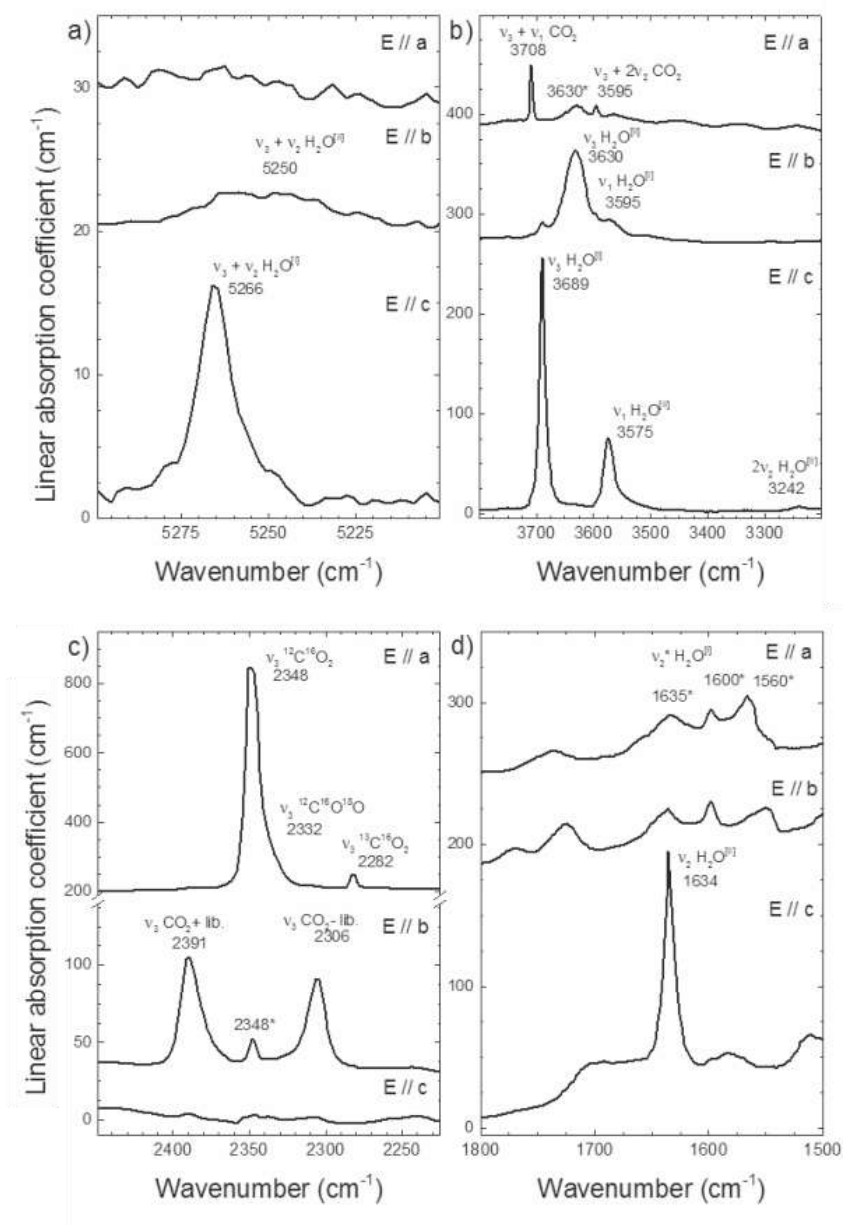 a)
E // a
ν₃ + ν₂ H₂O[II]
5250
E // b
ν₃ + ν₂ H₂O[I]
5266
E // c
30
20
10
0
5275
5250
5225
Wavenumber (cm⁻¹)
Linear absorption coefficient (cm⁻¹)
b)
ν₃ + ν₁ CO₂
3708
E // a
ν₃ + 2ν₂ CO₂
3630*
3595
ν₃ H₂O[II]
3630
E // b
ν₁ H₂O[I]
3595
ν₃ H₂O[I]
3689
E // c
ν₁ H₂O[II]
3575
2ν₂ H₂O[II]
3242
400
300
200
100
0
3700
3600
3500
3400
3300
Wavenumber (cm⁻¹)
c)
ν₃ ¹²C¹⁶O₂
2348
E // a
ν₃ ¹²C¹⁶O¹⁸O
2332
ν₃ ¹³C¹⁶O₂
2282
ν₃ CO₂+ lib.
2391
ν₃ CO₂- lib.
2306
E // b
2348*
E // c
800
600
400
200
100
50
0
2400
2350
2300
2250
Wavenumber (cm⁻¹)
Linear absorption coefficient (cm⁻¹)
d)
ν₂* H₂O[I]
E // a
1635*
1600*
1560*
E // b
ν₂ H₂O[II]
1634
E // c
300
200
100
0
1800
1700
1600
1500
Wavenumber (cm⁻¹)